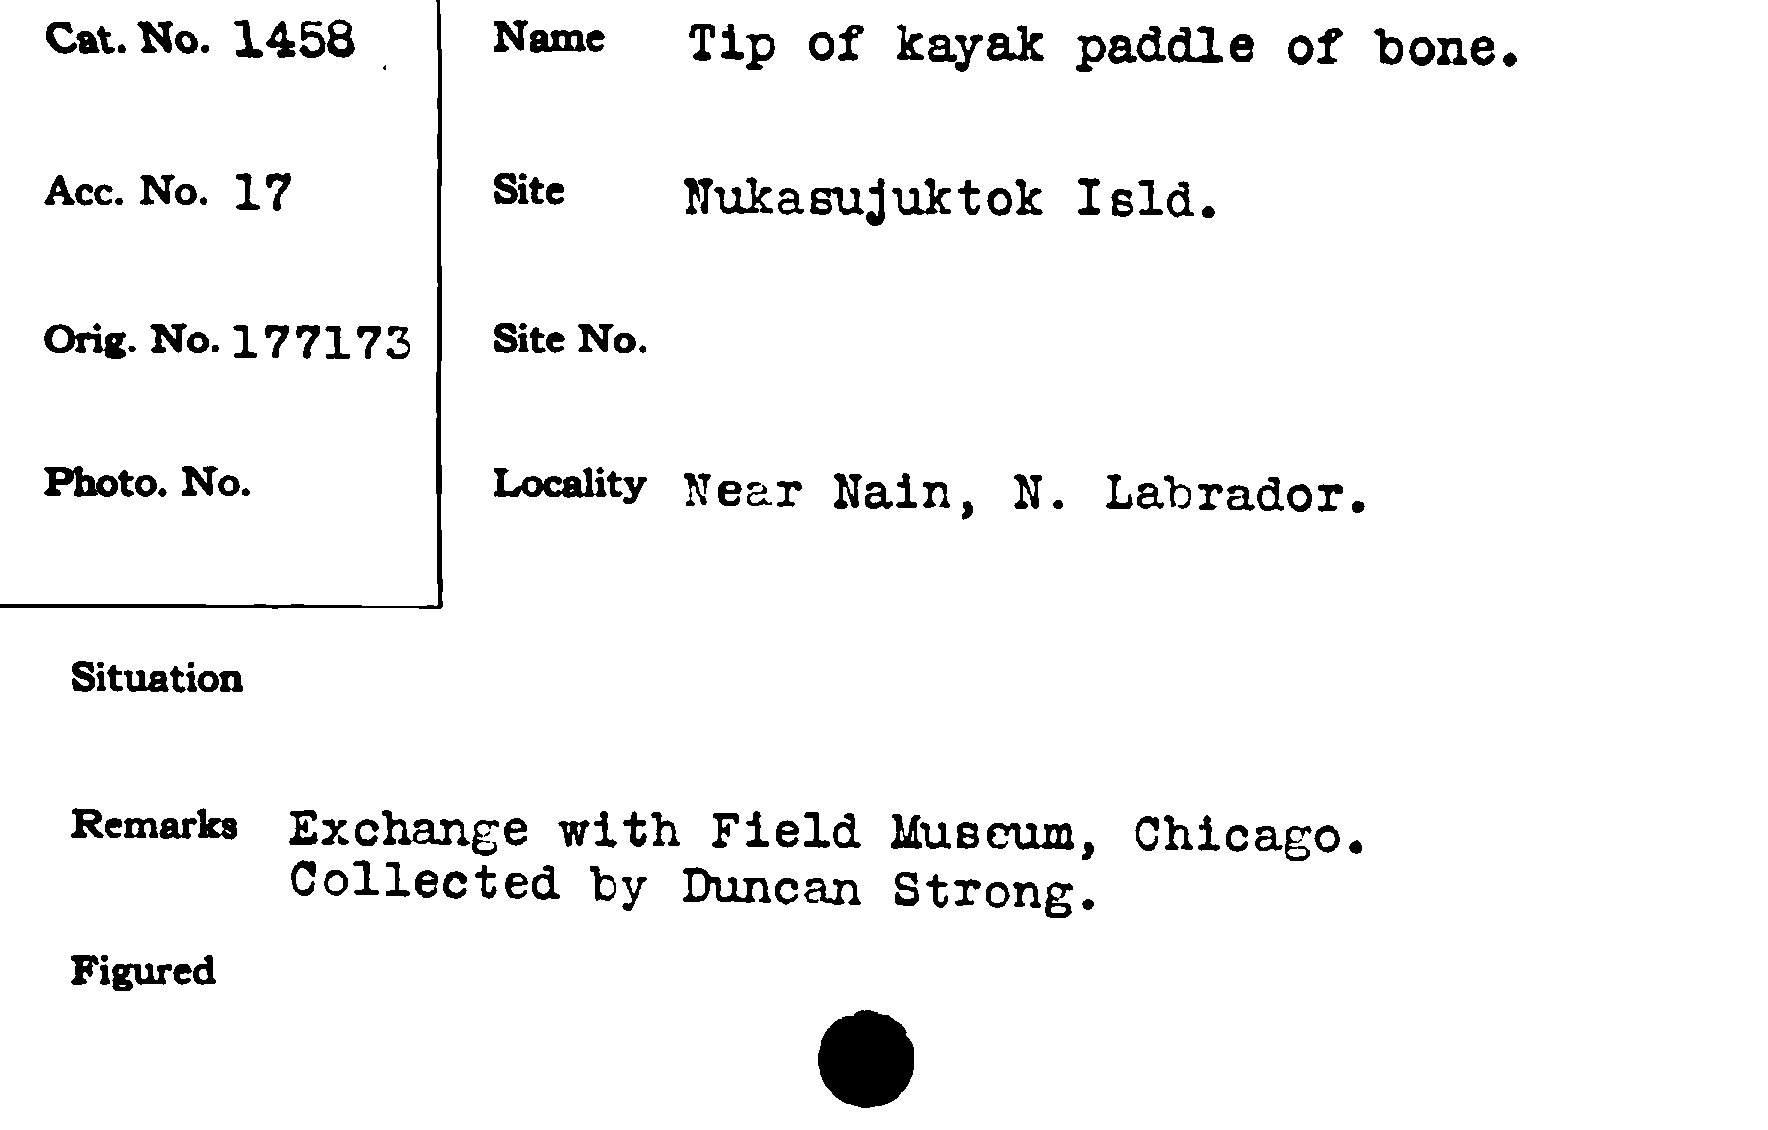 Cat. No. 1458
Name Tip of kayak paddle of bone.
Acc. No. 17
Site Nukasujuktok Isld.
Orig. No. 177173
Site No.
Photo. No.
Locality Near Nain, N. Labrador.
Situation
Remarks Exchange with Field Museum, Chicago.
Collected by Duncan Strong.
Figured